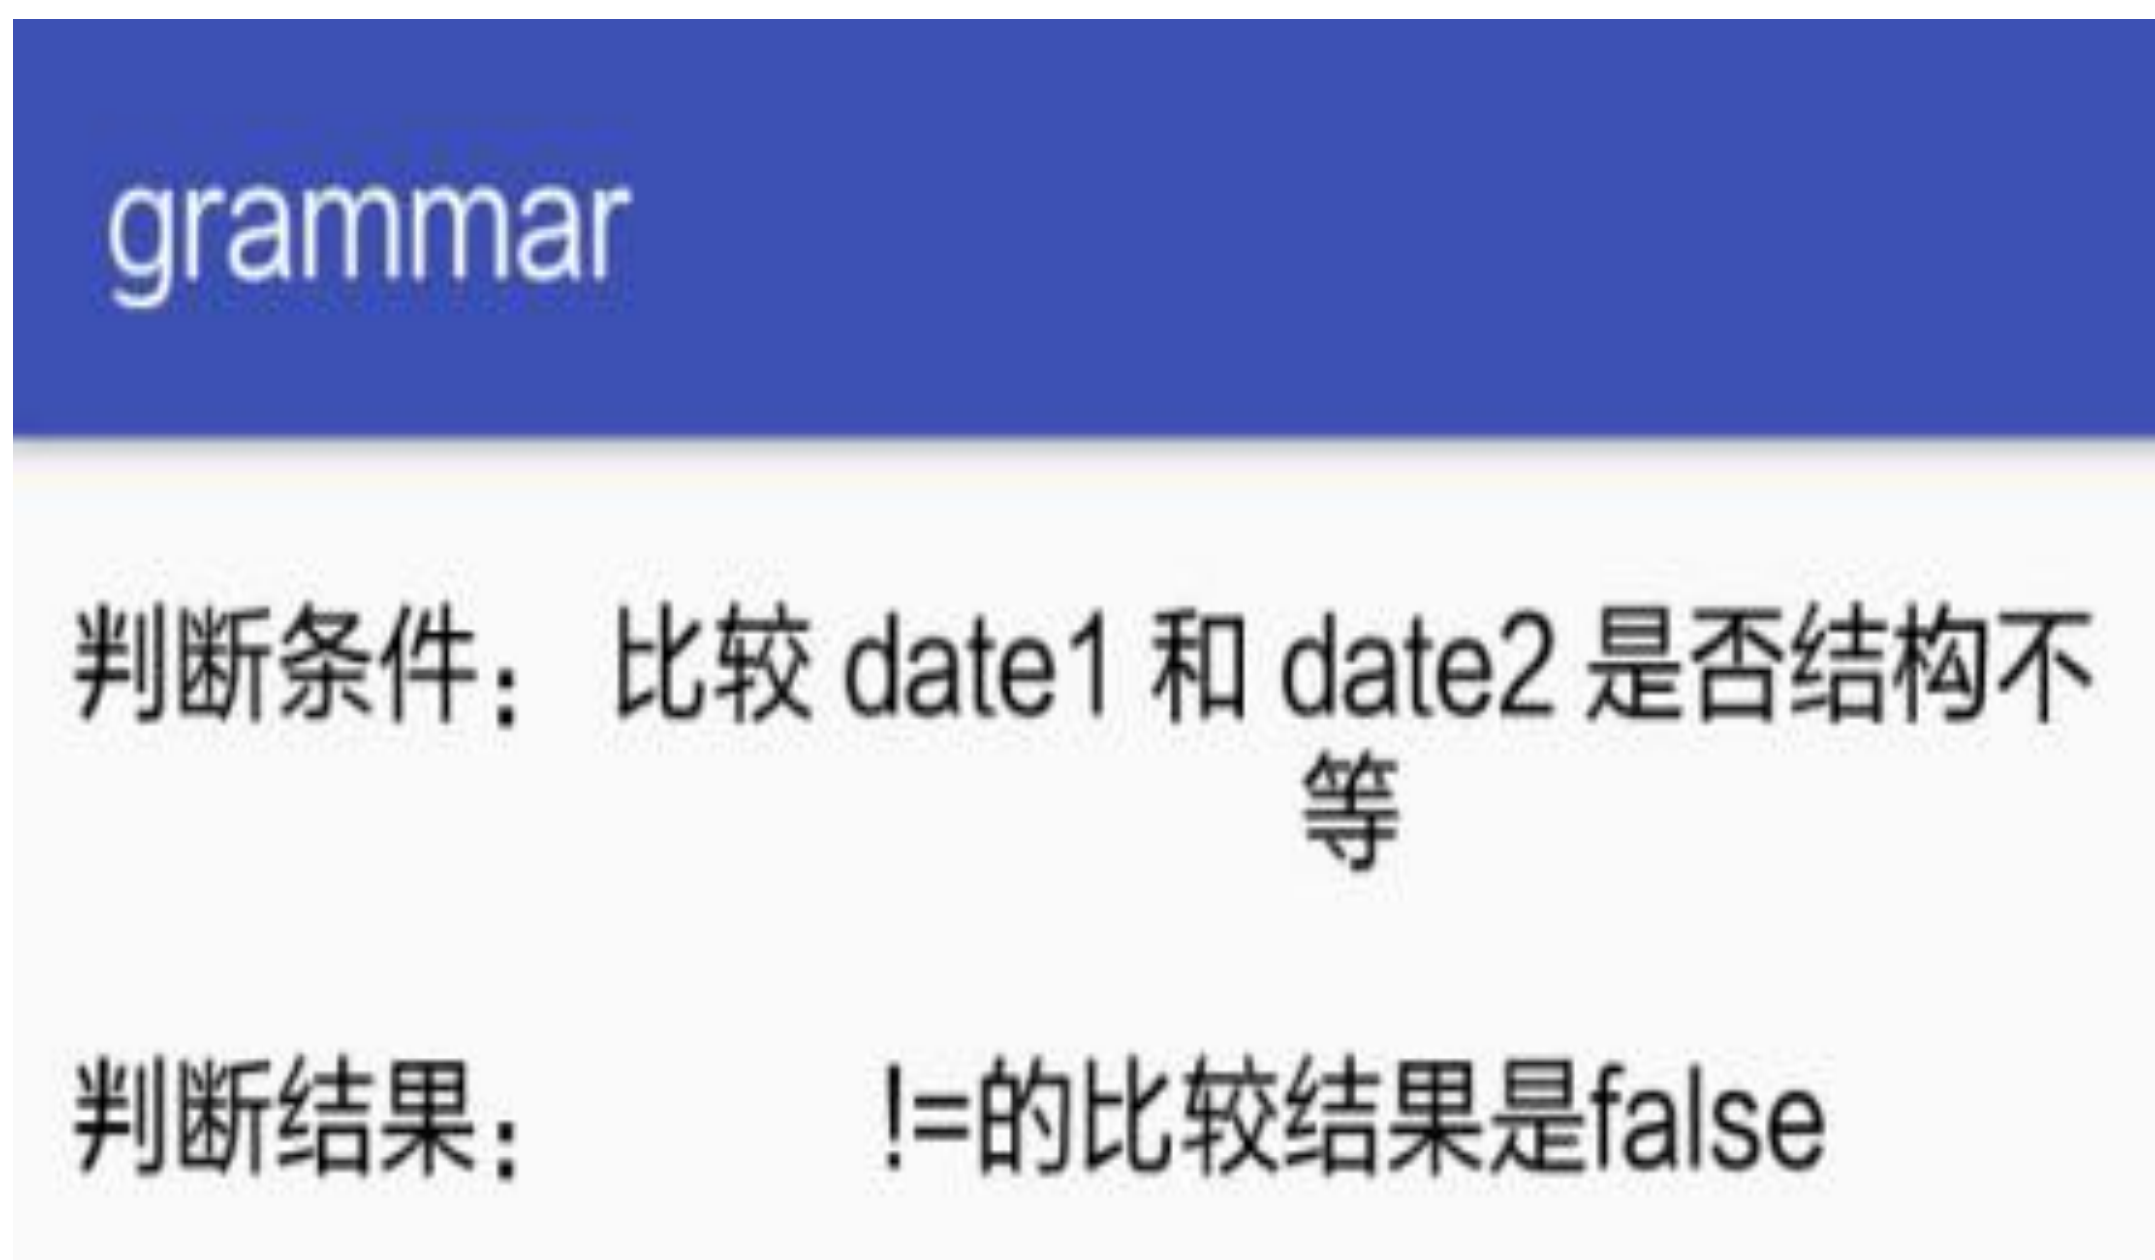 grammar
判断条件： 比较 date1 和 date2 是否结构不
等
判断结果： !=的比较结果是false